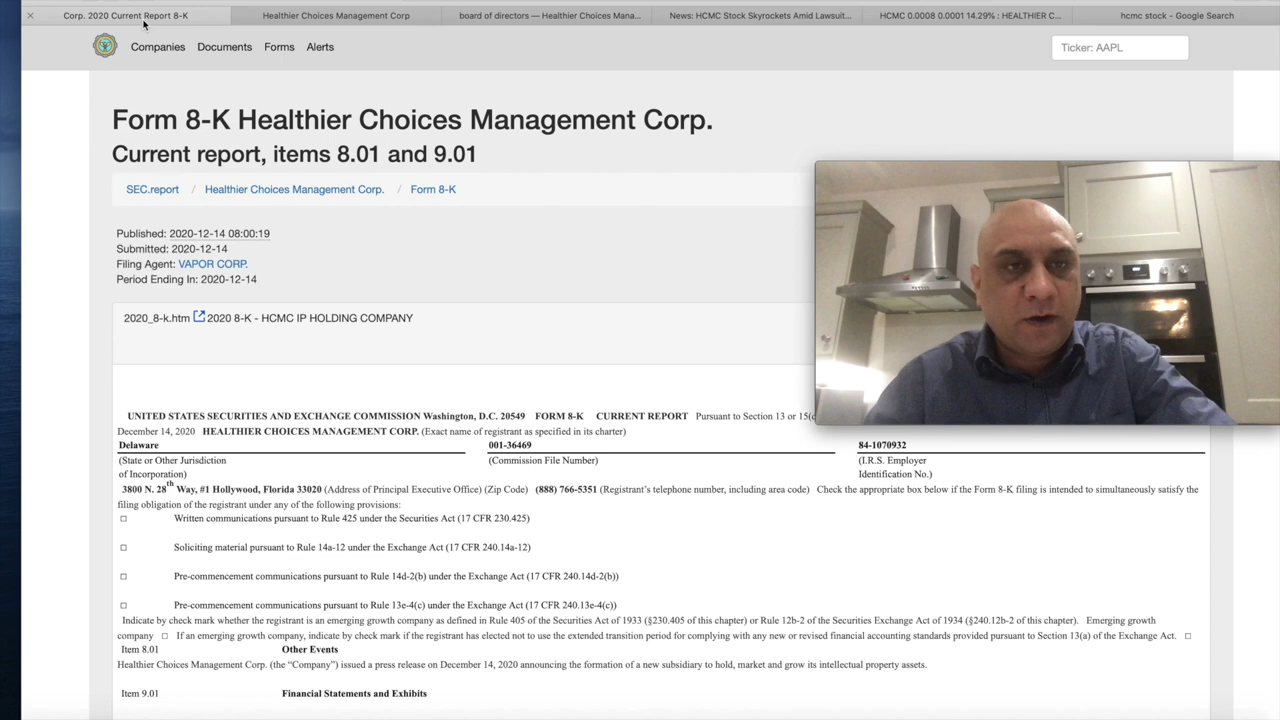 Corp. 2020 Current Report 8-K
Healthier Choices Management Corp
board of directors — Healthier Choices Mana...
News: HCMC Stock Skyrockets Amid Lawsuit...
HCMC 0.0008 0.0001 14.29% : HEALTHIER C...
hcmc stock - Google Search
Companies Documents Forms Alerts
Ticker: AAPL
Form 8-K Healthier Choices Management Corp.
Current report, items 8.01 and 9.01
SEC.report / Healthier Choices Management Corp. / Form 8-K
Published: 2020-12-14 08:00:19
Submitted: 2020-12-14
Filing Agent: VAPOR CORP.
Period Ending In: 2020-12-14
2020_8-k.htm 2020 8-K - HCMC IP HOLDING COMPANY
UNITED STATES SECURITIES AND EXCHANGE COMMISSION Washington, D.C. 20549 FORM 8-K CURRENT REPORT Pursuant to Section 13 or 15(
December 14, 2020 HEALTHIER CHOICES MANAGEMENT CORP. (Exact name of registrant as specified in its charter)
Delaware 001-36469 84-1070932
(State or Other Jurisdiction (Commission File Number) (I.R.S. Employer
of Incorporation) Identification No.)
3800 N. 28th Way, #1 Hollywood, Florida 33020 (Address of Principal Executive Office) (Zip Code) (888) 766-5351 (Registrant's telephone number, including area code) Check the appropriate box below if the Form 8-K filing is intended to simultaneously satisfy the
filing obligation of the registrant under any of the following provisions:
☐ Written communications pursuant to Rule 425 under the Securities Act (17 CFR 230.425)
☐ Soliciting material pursuant to Rule 14a-12 under the Exchange Act (17 CFR 240.14a-12)
☐ Pre-commencement communications pursuant to Rule 14d-2(b) under the Exchange Act (17 CFR 240.14d-2(b))
☐ Pre-commencement communications pursuant to Rule 13e-4(c) under the Exchange Act (17 CFR 240.13e-4(c))
Indicate by check mark whether the registrant is an emerging growth company as defined in Rule 405 of the Securities Act of 1933 (§230.405 of this chapter) or Rule 12b-2 of the Securities Exchange Act of 1934 (§240.12b-2 of this chapter). Emerging growth
company ☐ If an emerging growth company, indicate by check mark if the registrant has elected not to use the extended transition period for complying with any new or revised financial accounting standards provided pursuant to Section 13(a) of the Exchange Act. ☐
Item 8.01 Other Events
Healthier Choices Management Corp. (the "Company") issued a press release on December 14, 2020 announcing the formation of a new subsidiary to hold, market and grow its intellectual property assets.
Item 9.01 Financial Statements and Exhibits